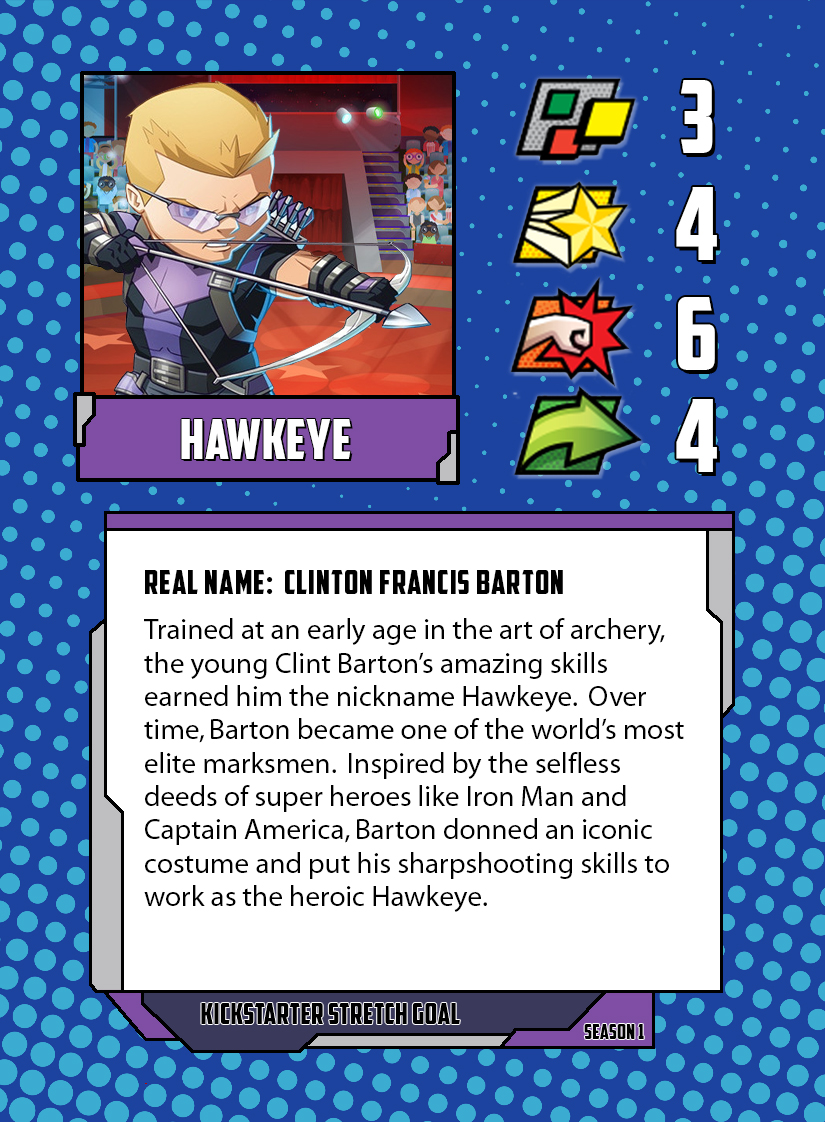 3
4
6
4
HAWKEYE
REAL NAME: CLINTON FRANCIS BARTON
Trained at an early age in the art of archery,
the young Clint Barton’s amazing skills
earned him the nickname Hawkeye. Over
time, Barton became one of the world’s most
elite marksmen. Inspired by the selfless
deeds of super heroes like Iron Man and
Captain America, Barton donned an iconic
costume and put his sharpshooting skills to
work as the heroic Hawkeye.
KICKSTARTER STRETCH GOAL
SEASON 1